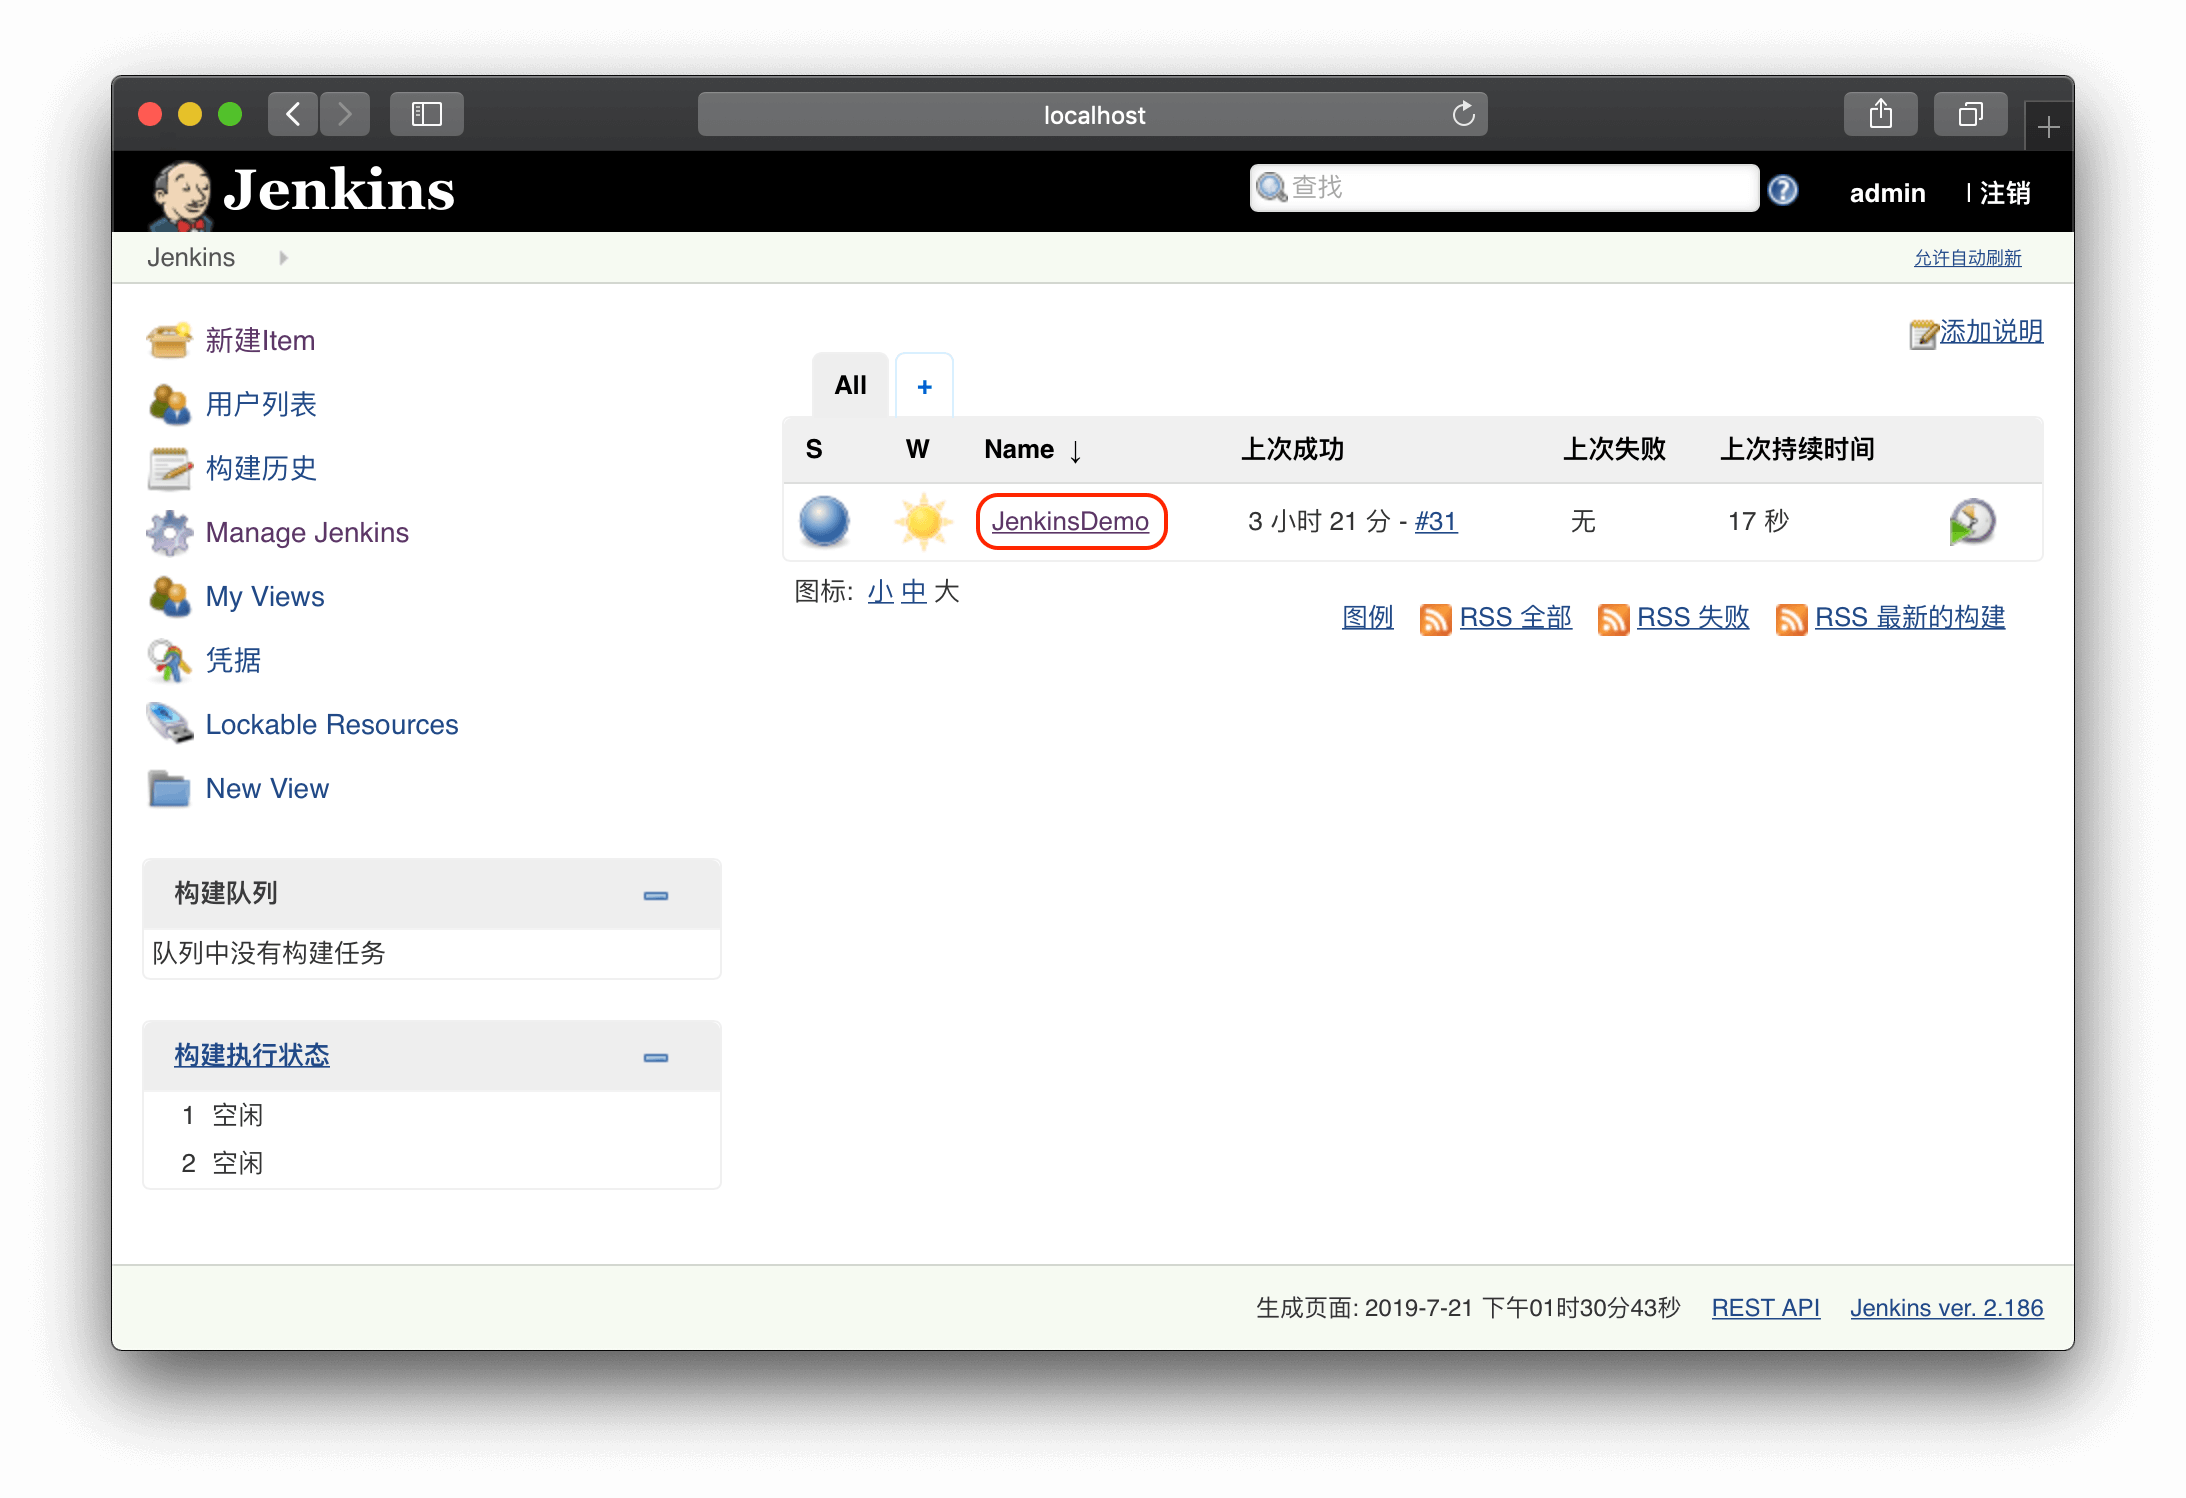 localhost
Jenkins
查找
admin
| 注销
Jenkins
允许自动刷新
新建Item
用户列表
构建历史
Manage Jenkins
My Views
凭据
Lockable Resources
New View
构建队列
队列中没有构建任务
构建执行状态
1 空闲
2 空闲
添加说明
All +
S W Name ↓ 上次成功 上次失败 上次持续时间
JenkinsDemo 3 小时 21 分 - #31 无 17 秒
图标: 小 中 大
图例 RSS 全部 RSS 失败 RSS 最新的构建
生成页面: 2019-7-21 下午01时30分43秒 REST API Jenkins ver. 2.186